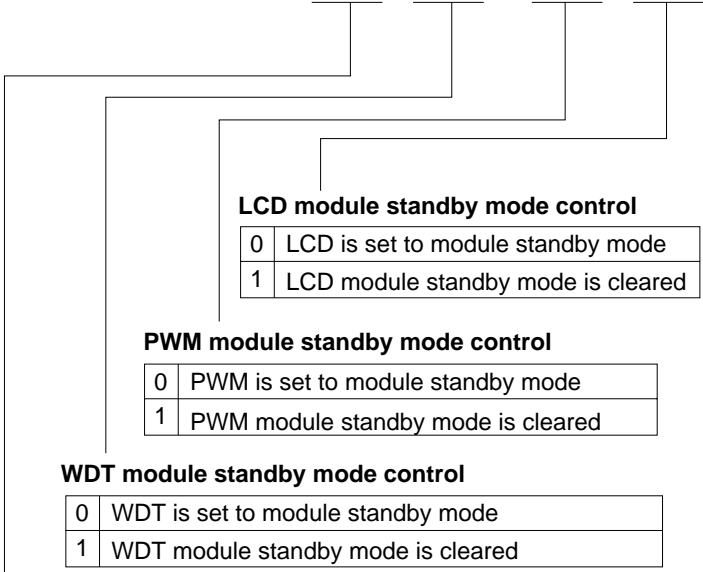 LCD module standby mode control
0 LCD is set to module standby mode
1 LCD module standby mode is cleared
PWM module standby mode control
0 PWM is set to module standby mode
1 PWM module standby mode is cleared
WDT module standby mode control
0 WDT is set to module standby mode
1 WDT module standby mode is cleared